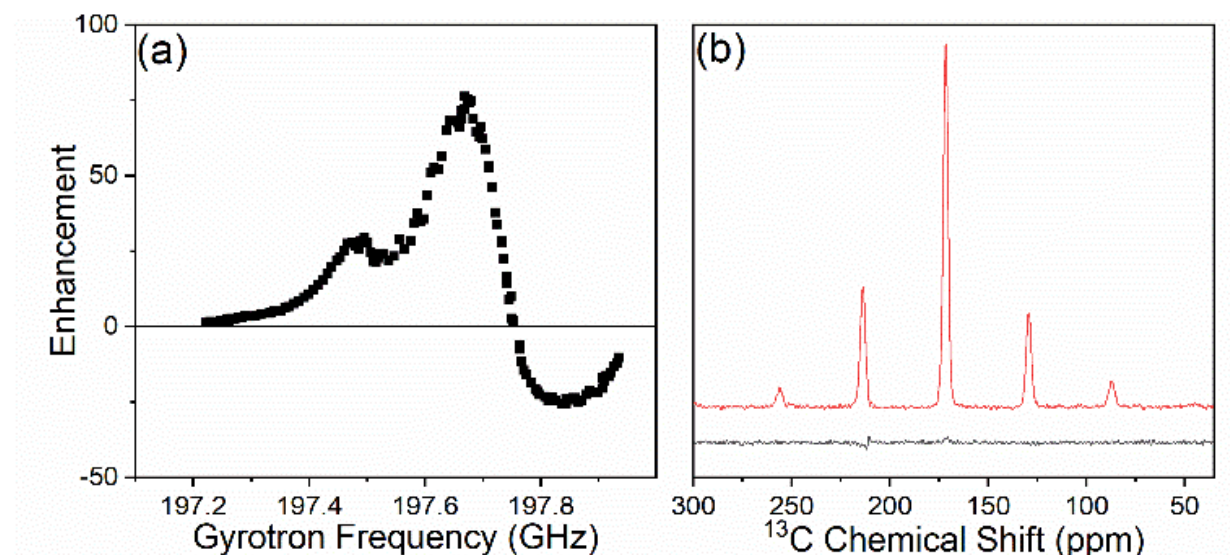 (a)
100
50
0
-50
Enhancement
197.2 197.4 197.6 197.8
Gyrotron Frequency (GHz)
(b)
300 250 200 150 100 50
¹³C Chemical Shift (ppm)